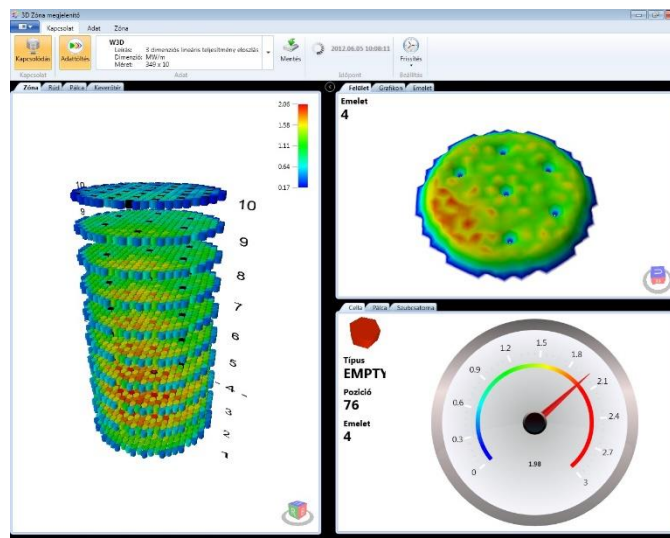 3D Zóna megjelenítő
Kapcsolat Adat Zóna
Kapcsolódás
Adattöltés
W3D
Leírás: 3 dimenziós lineáris teljesítmény eloszlás
Dimenzió: MW/m
Méret: 349 x 10
Mentés
2012.06.05 10:08:11
Frissítés
Kapcsolat Adat Időpont Beállítás
Zóna Rúd Pálca Keverőtér
2.06
1.58
1.11
0.64
0.17
10
9
10
9
8
7
6
5
4
3
2
1
Felület Grafikon Emelet
Emelet
4
Cella Pálca Szubcsatorna
Típus
EMPTY
Pozíció
76
Emelet
4
0
0.3
0.6
0.9
1.2
1.5
1.8
2.1
2.4
2.7
3
1.98